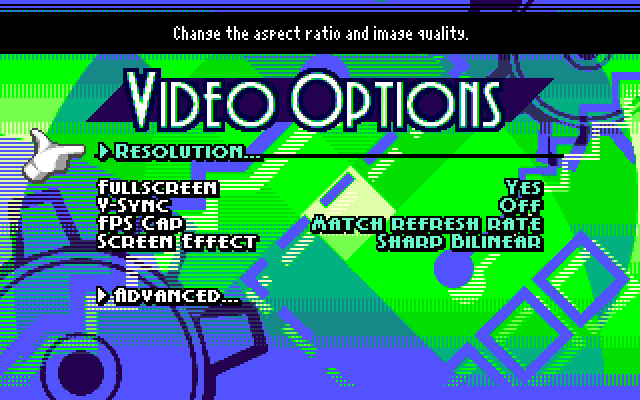 Change the aspect ratio and image quality.
Video Options
Resolution...
Fullscreen Yes
V-Sync Off
FPS Cap Match refresh rate
Screen Effect Sharp Bilinear
Advanced...